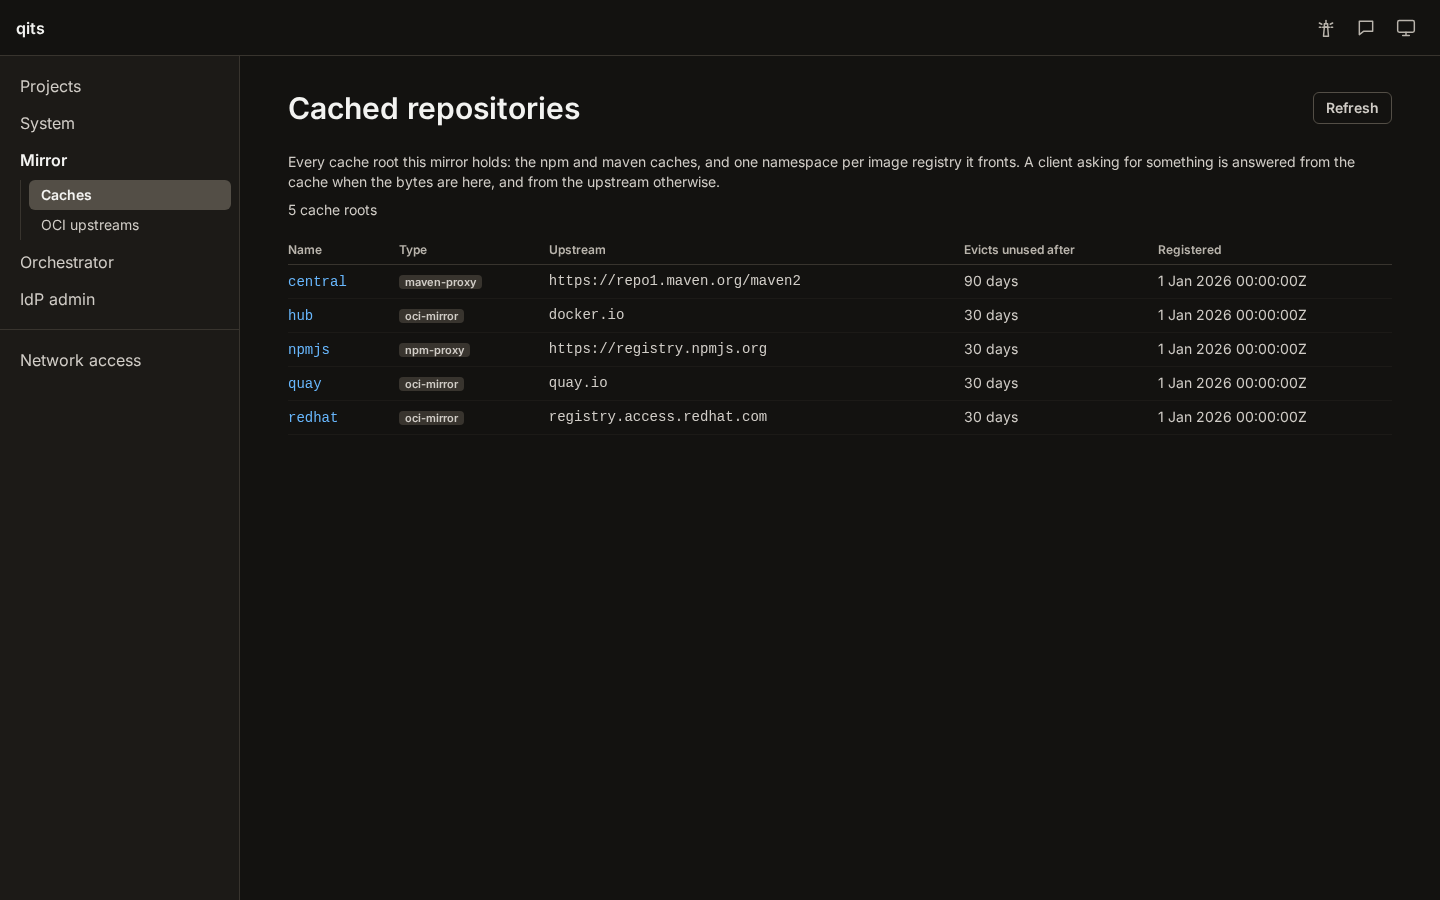 qits
Projects
System
Mirror
Caches
OCI upstreams
Orchestrator
IdP admin
Network access
Cached repositories
Refresh
Every cache root this mirror holds: the npm and maven caches, and one namespace per image registry it fronts. A client asking for something is answered from the
cache when the bytes are here, and from the upstream otherwise.
5 cache roots
Name Type Upstream Evicts unused after Registered
central maven-proxy https://repo1.maven.org/maven2 90 days 1 Jan 2026 00:00:00Z
hub oci-mirror docker.io 30 days 1 Jan 2026 00:00:00Z
npmjs npm-proxy https://registry.npmjs.org 30 days 1 Jan 2026 00:00:00Z
quay oci-mirror quay.io 30 days 1 Jan 2026 00:00:00Z
redhat oci-mirror registry.access.redhat.com 30 days 1 Jan 2026 00:00:00Z